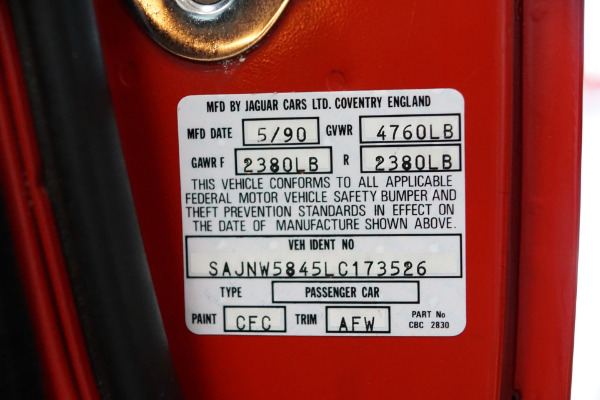 MFD BY JAGUAR CARS LTD. COVENTRY ENGLAND
MFD DATE 5/90 GVWR 4760LB
GAWR F 2380LB R 2380LB
THIS VEHICLE CONFORMS TO ALL APPLICABLE
FEDERAL MOTOR VEHICLE SAFETY BUMPER AND
THEFT PREVENTION STANDARDS IN EFFECT ON
THE DATE OF MANUFACTURE SHOWN ABOVE.
VEH IDENT NO
SAJNW5845LC173526
TYPE PASSENGER CAR
PAINT CFC TRIM AFW PART No
CBC 2830